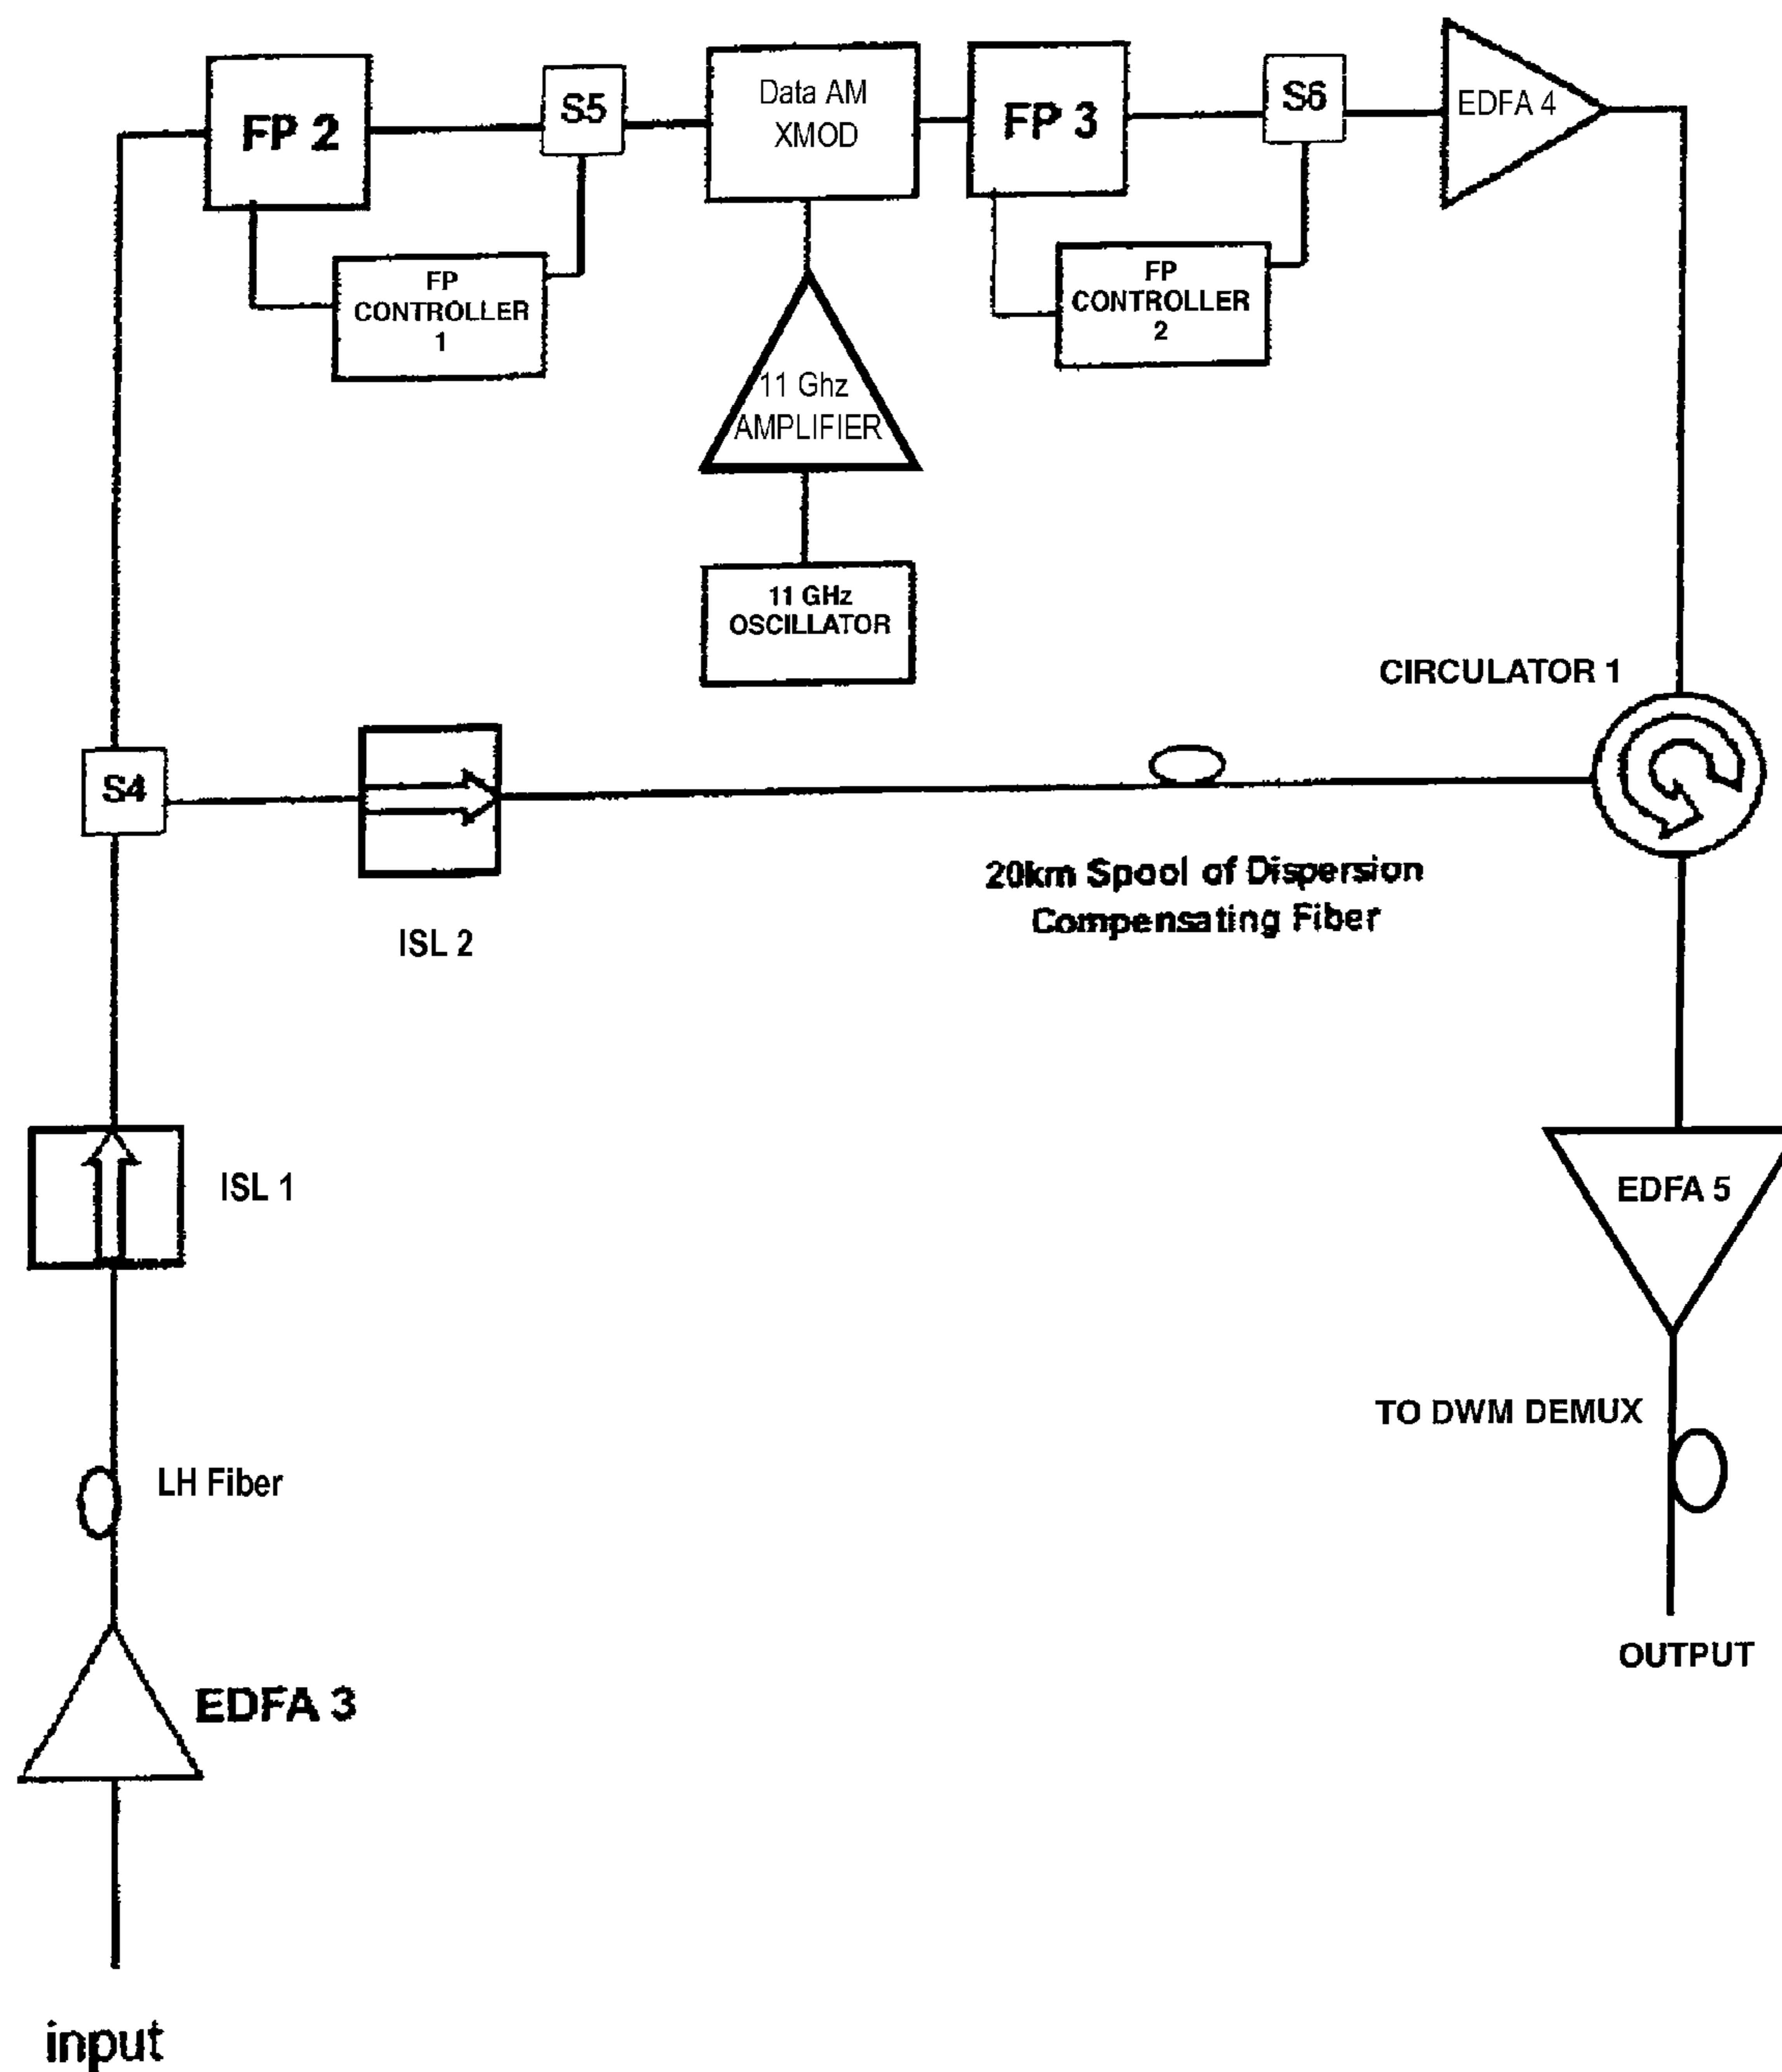 FP 2
S5
Data AM
XMOD
FP 3
S6
EDFA 4
FP
CONTROLLER
1
FP
CONTROLLER
2
11 Ghz
AMPLIFIER
11 GHz
OSCILLATOR
CIRCULATOR 1
S4
20km Spool of Dispersion
Compensating Fiber
ISL 2
ISL 1
EDFA 5
TO DWM DEMUX
LH Fiber
OUTPUT
EDFA 3
input